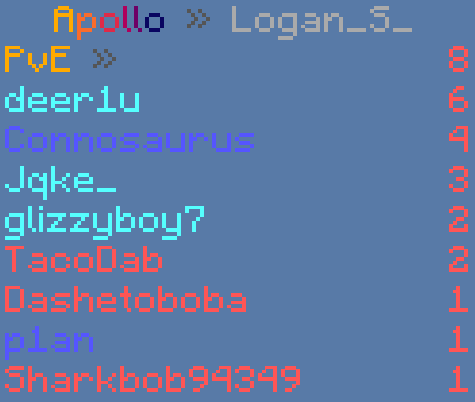 Apollo » Logan_S_
PvE » 8
deer1u 6
Connosaurus 4
Jqke_ 3
glizzyboy7 2
TacoDab 2
Dashetoboba 1
p1an 1
Sharkbob94349 1